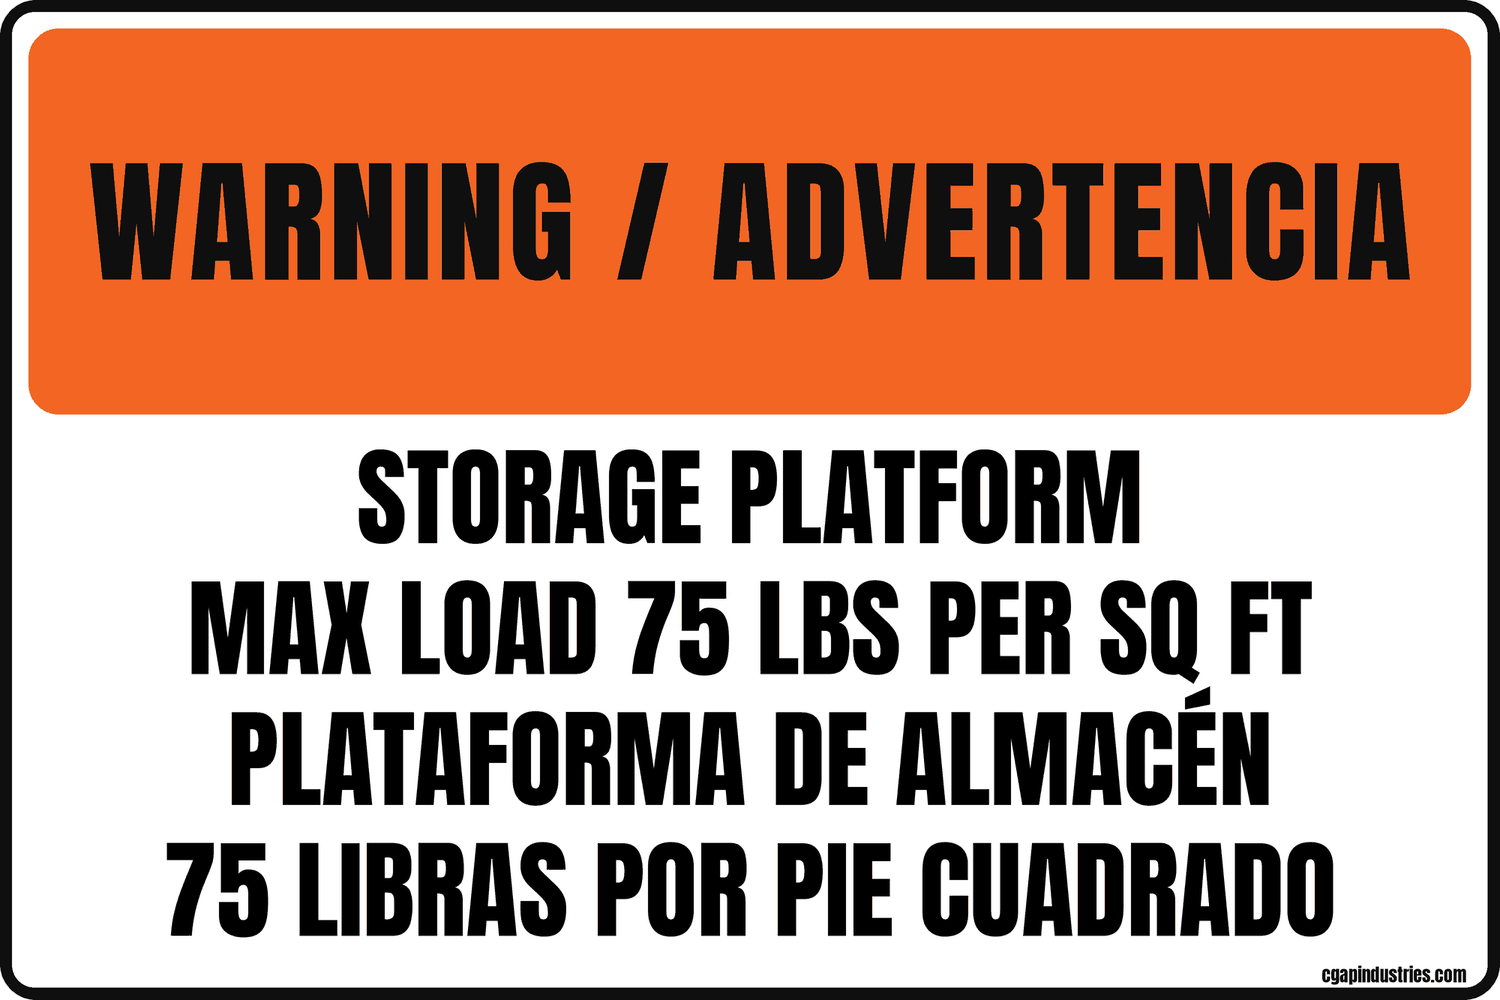 WARNING / ADVERTENCIA
STORAGE PLATFORM
MAX LOAD 75 LBS PER SQ FT
PLATAFORMA DE ALMACÉN
75 LIBRAS POR PIE CUADRADO
cgapindustries.com